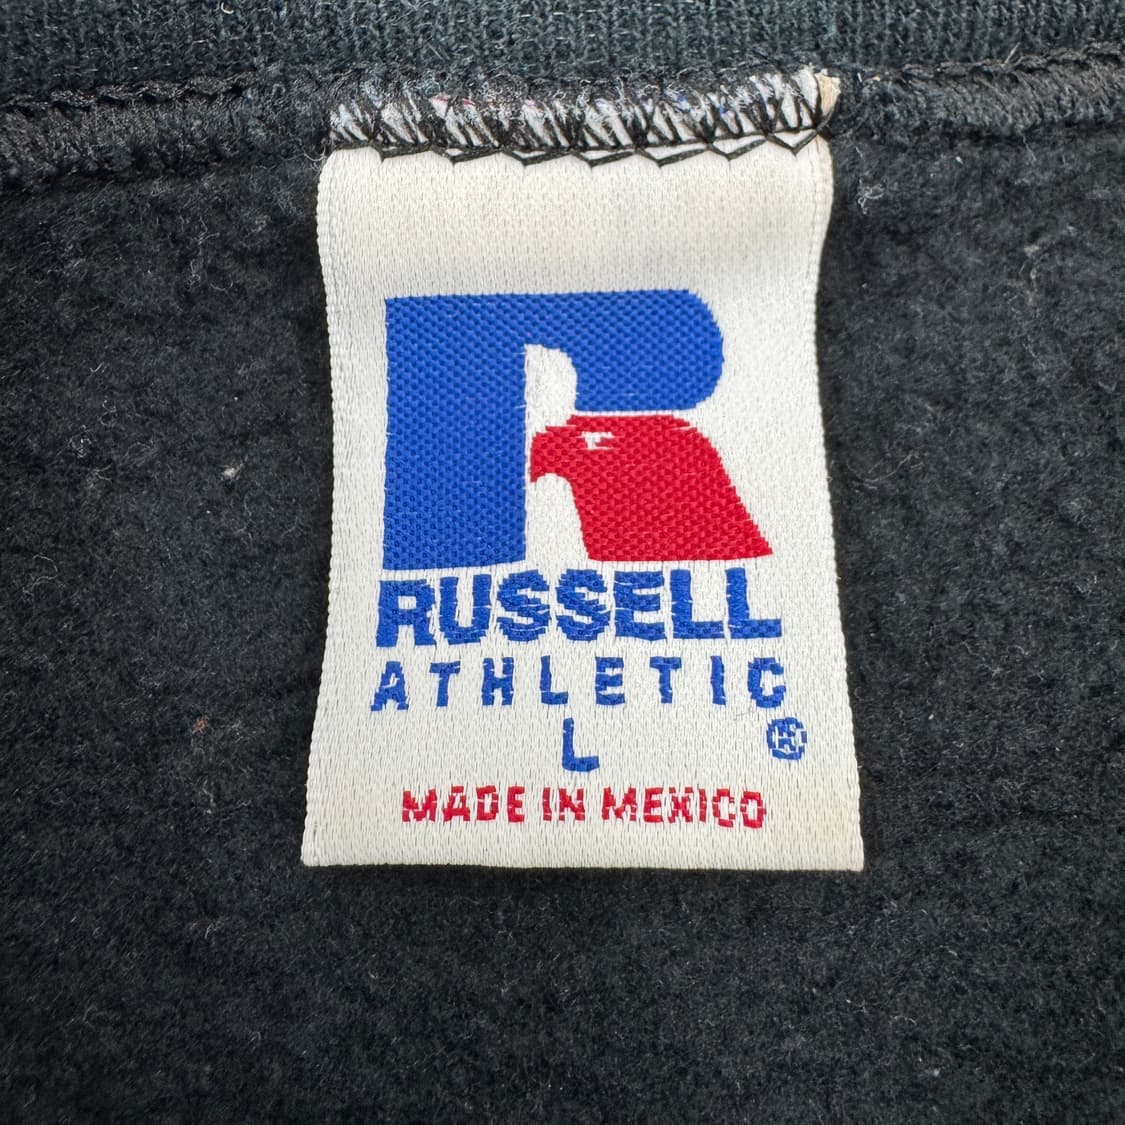 R
RUSSELL
ATHLETIC
L ®
MADE IN MEXICO